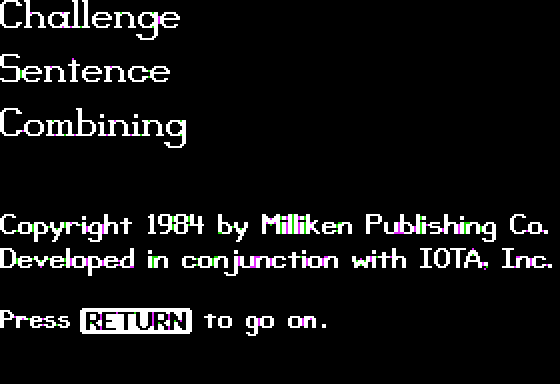 Challenge
Sentence
Combining
Copyright 1984 by Milliken Publishing Co.
Developed in conjunction with IOTA, Inc.
Press RETURN to go on.